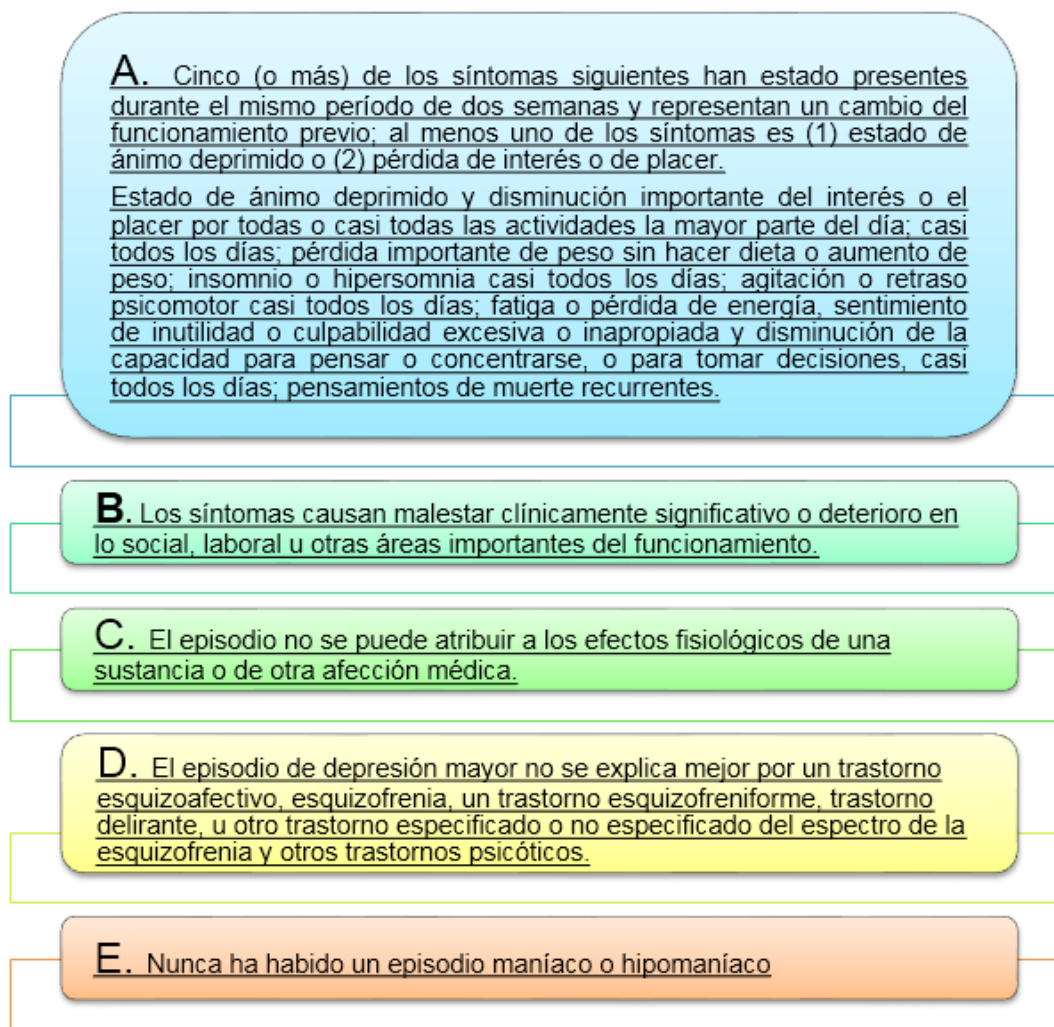 A. Cinco (o más) de los síntomas siguientes han estado presentes
durante el mismo período de dos semanas y representan un cambio del
funcionamiento previo; al menos uno de los síntomas es (1) estado de
ánimo deprimido o (2) pérdida de interés o de placer.
Estado de ánimo deprimido y disminución importante del interés o el
placer por todas o casi todas las actividades la mayor parte del día; casi
todos los días; pérdida importante de peso sin hacer dieta o aumento de
peso; insomnio o hipersomnia casi todos los días; agitación o retraso
psicomotor casi todos los días; fatiga o pérdida de energía, sentimiento
de inutilidad o culpabilidad excesiva o inapropiada y disminución de la
capacidad para pensar o concentrarse, o para tomar decisiones, casi
todos los días; pensamientos de muerte recurrentes.
B. Los síntomas causan malestar clínicamente significativo o deterioro en
lo social, laboral u otras áreas importantes del funcionamiento.
C. El episodio no se puede atribuir a los efectos fisiológicos de una
sustancia o de otra afección médica.
D. El episodio de depresión mayor no se explica mejor por un trastorno
esquizoafectivo, esquizofrenia, un trastorno esquizofreniforme, trastorno
delirante, u otro trastorno especificado o no especificado del espectro de la
esquizofrenia y otros trastornos psicóticos.
E. Nunca ha habido un episodio maníaco o hipomaníaco